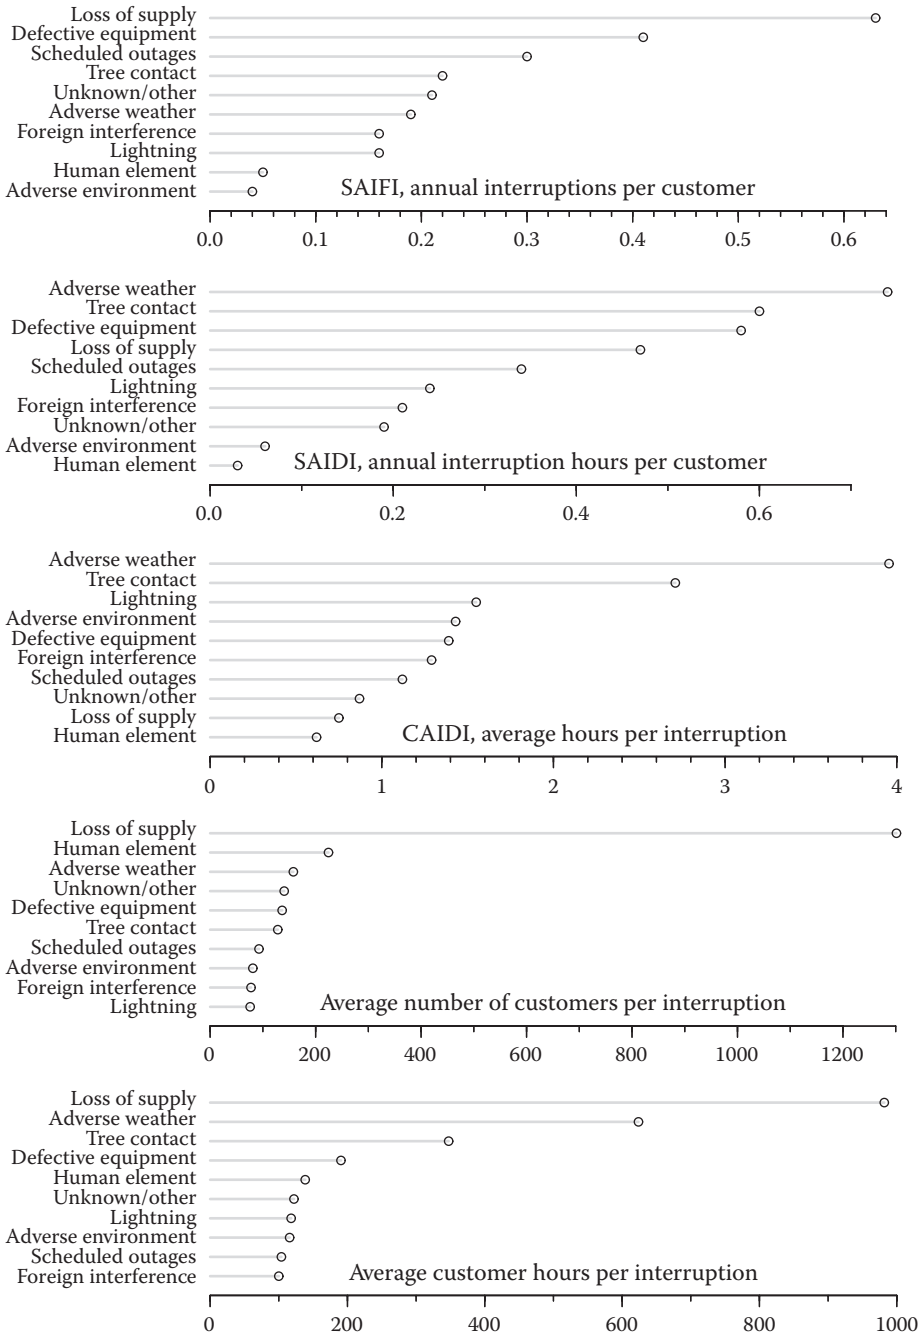 Loss of supply
Defective equipment
Scheduled outages
Tree contact
Unknown/other
Adverse weather
Foreign interference
Lightning
Human element
Adverse environment
SAIFI, annual interruptions per customer
0.0 0.1 0.2 0.3 0.4 0.5 0.6
Adverse weather
Tree contact
Defective equipment
Loss of supply
Scheduled outages
Lightning
Foreign interference
Unknown/other
Adverse environment
Human element
SAIDI, annual interruption hours per customer
0.0 0.2 0.4 0.6
Adverse weather
Tree contact
Lightning
Adverse environment
Defective equipment
Foreign interference
Scheduled outages
Unknown/other
Loss of supply
Human element
CAIDI, average hours per interruption
0 1 2 3 4
Loss of supply
Human element
Adverse weather
Unknown/other
Defective equipment
Tree contact
Scheduled outages
Adverse environment
Foreign interference
Lightning
Average number of customers per interruption
0 200 400 600 800 1000 1200
Loss of supply
Adverse weather
Tree contact
Defective equipment
Human element
Unknown/other
Lightning
Adverse environment
Scheduled outages
Foreign interference
Average customer hours per interruption
0 200 400 600 800 1000